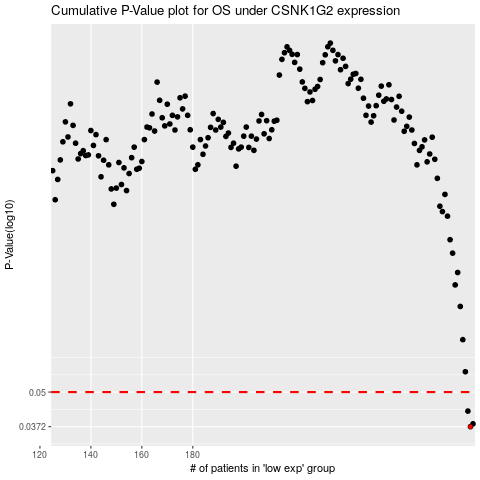 Cumulative P-Value plot for OS under CSNK1G2 expression
P-Value(log10)
0.05
0.0372
120 140 160 180
# of patients in 'low exp' group